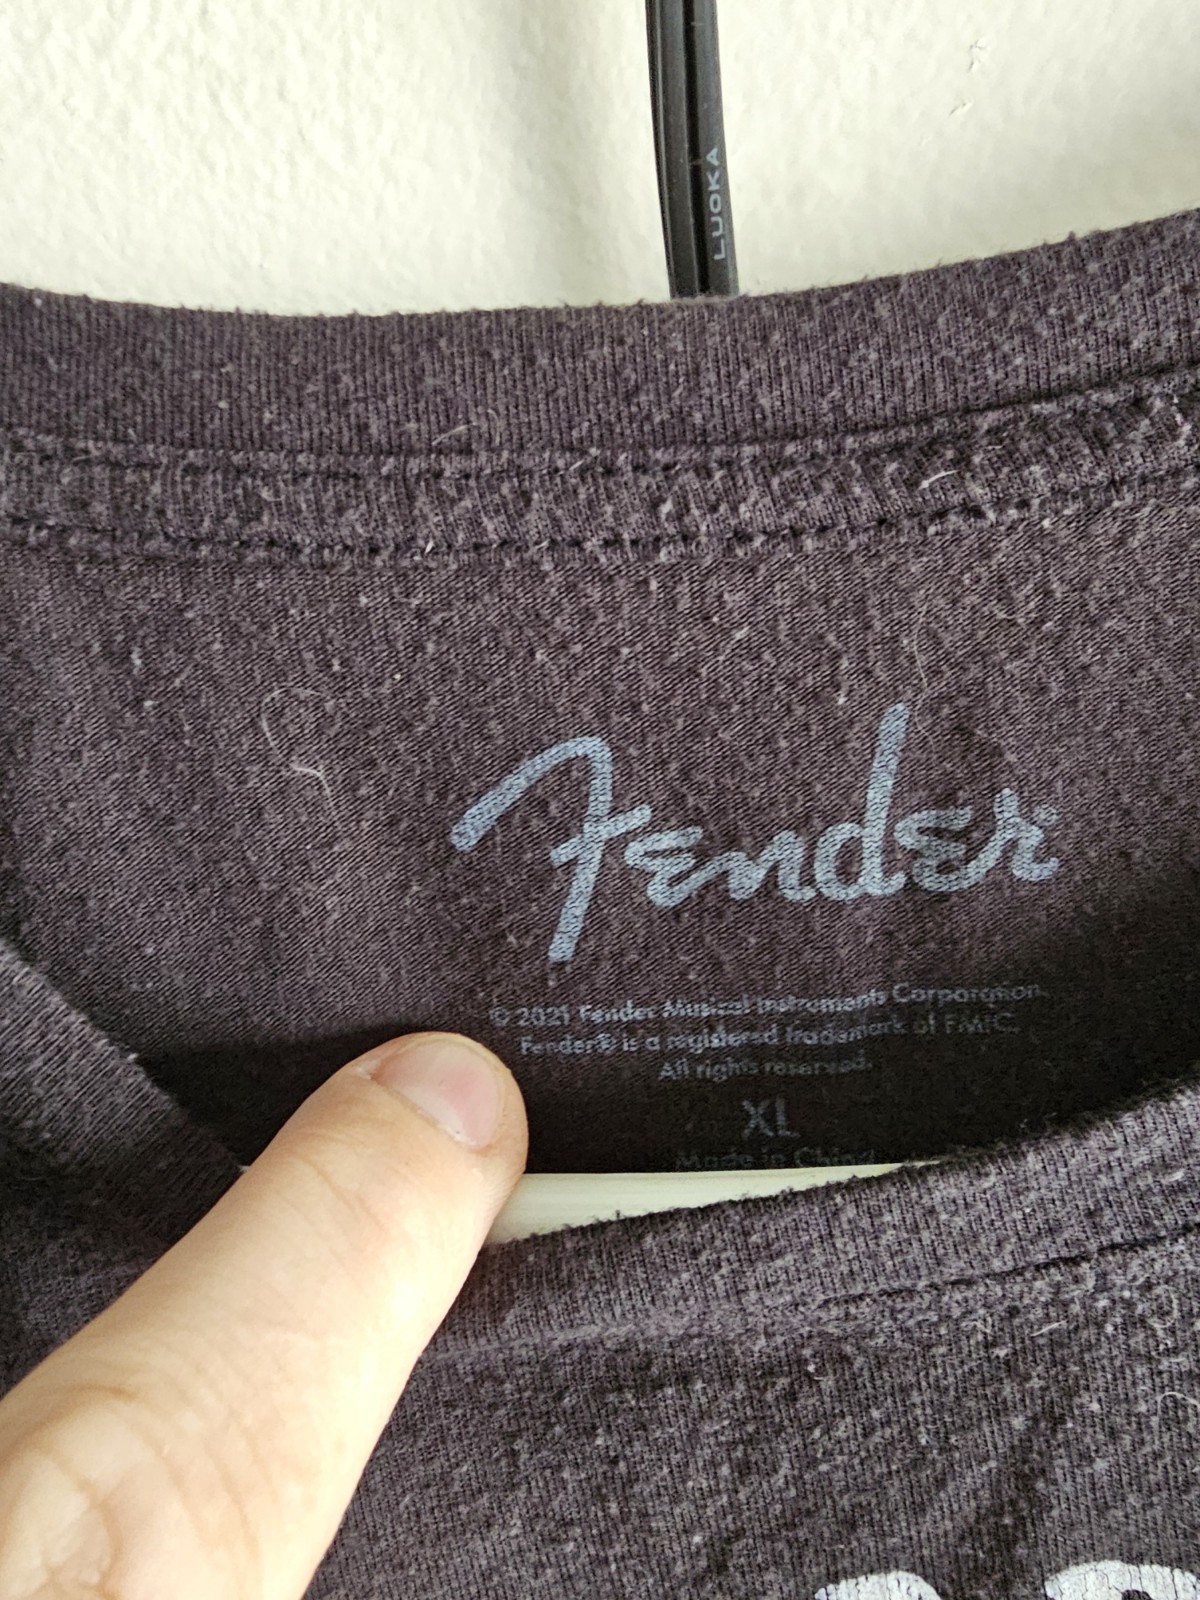 LUOKA
Fender
© 2021 Fender Musical Instruments Corporation.
Fender® is a registered trademark of FMIC.
All rights reserved.
XL
Made in China